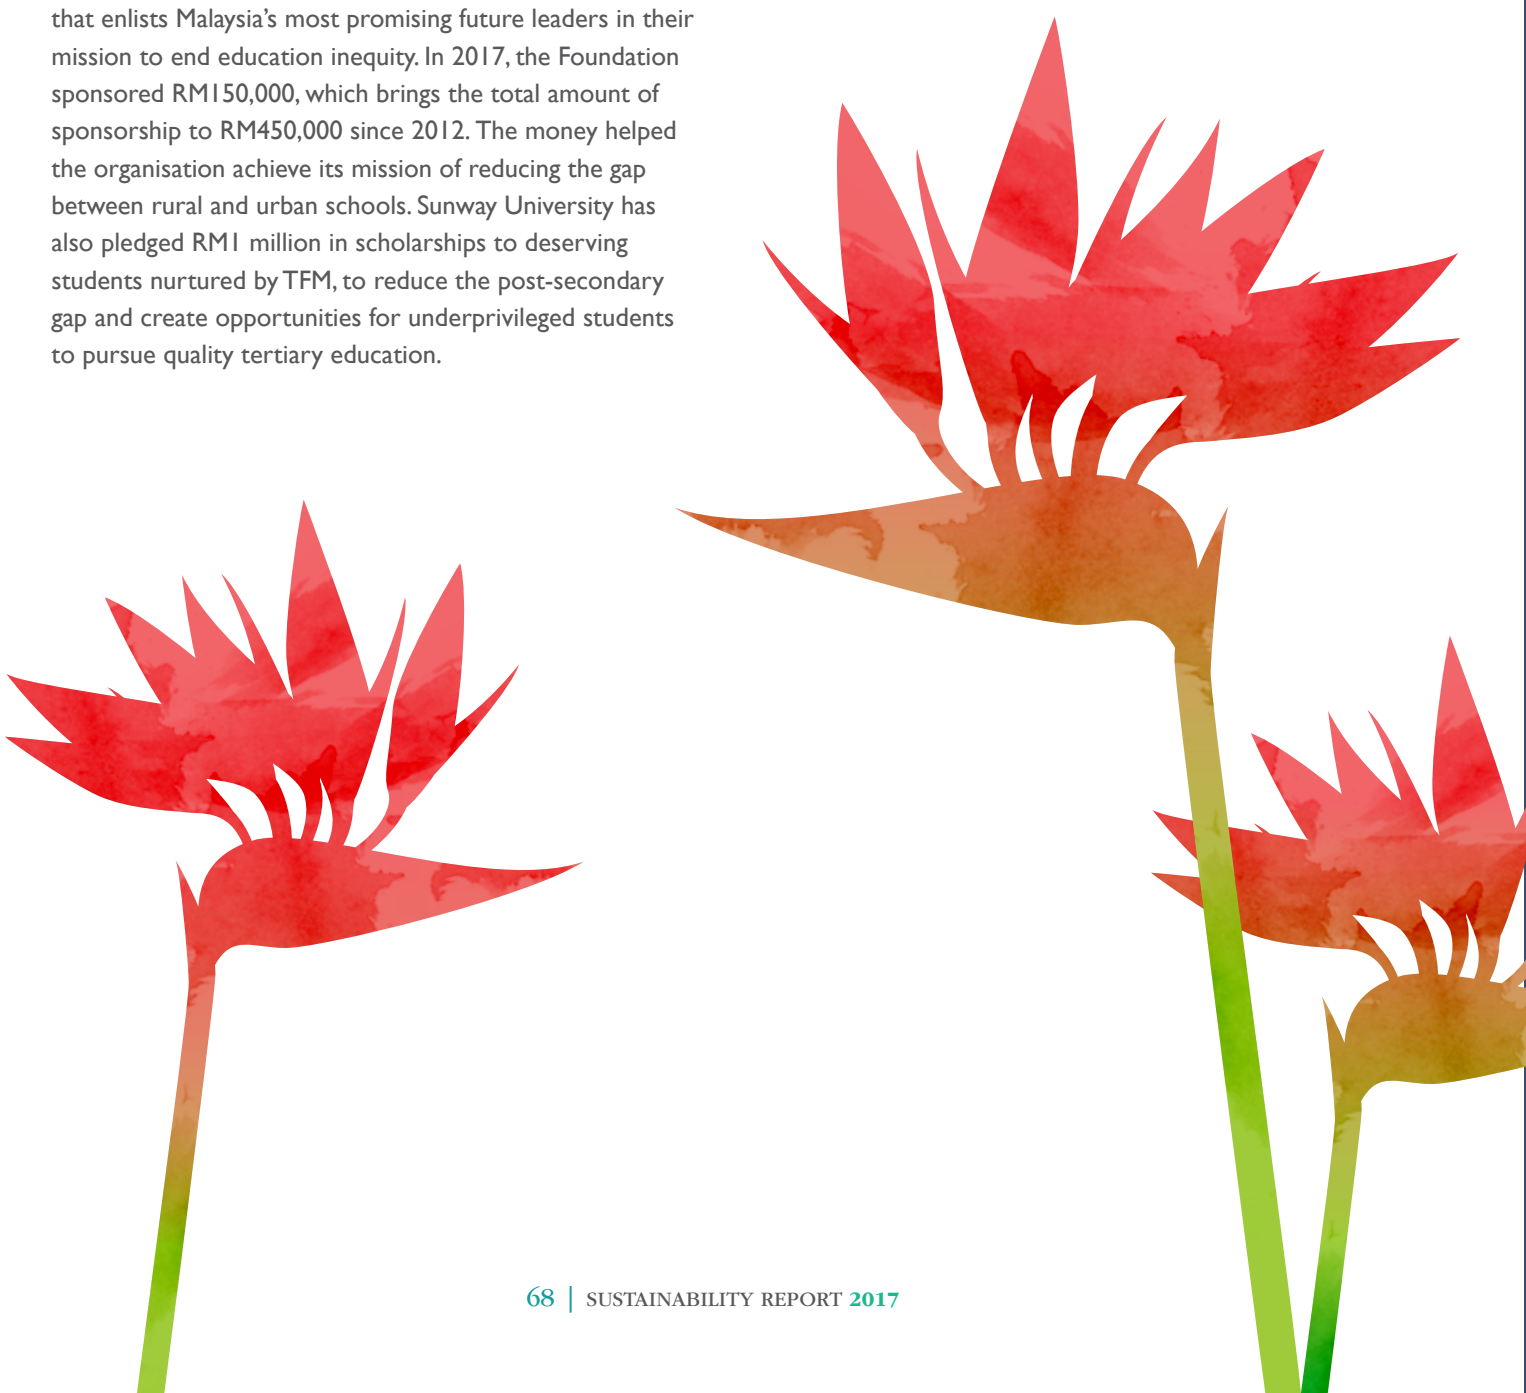 that enlists Malaysia’s most promising future leaders in their
mission to end education inequity. In 2017, the Foundation
sponsored RM150,000, which brings the total amount of
sponsorship to RM450,000 since 2012. The money helped
the organisation achieve its mission of reducing the gap
between rural and urban schools. Sunway University has
also pledged RM1 million in scholarships to deserving
students nurtured by TFM, to reduce the post-secondary
gap and create opportunities for underprivileged students
to pursue quality tertiary education.
68 | SUSTAINABILITY REPORT 2017